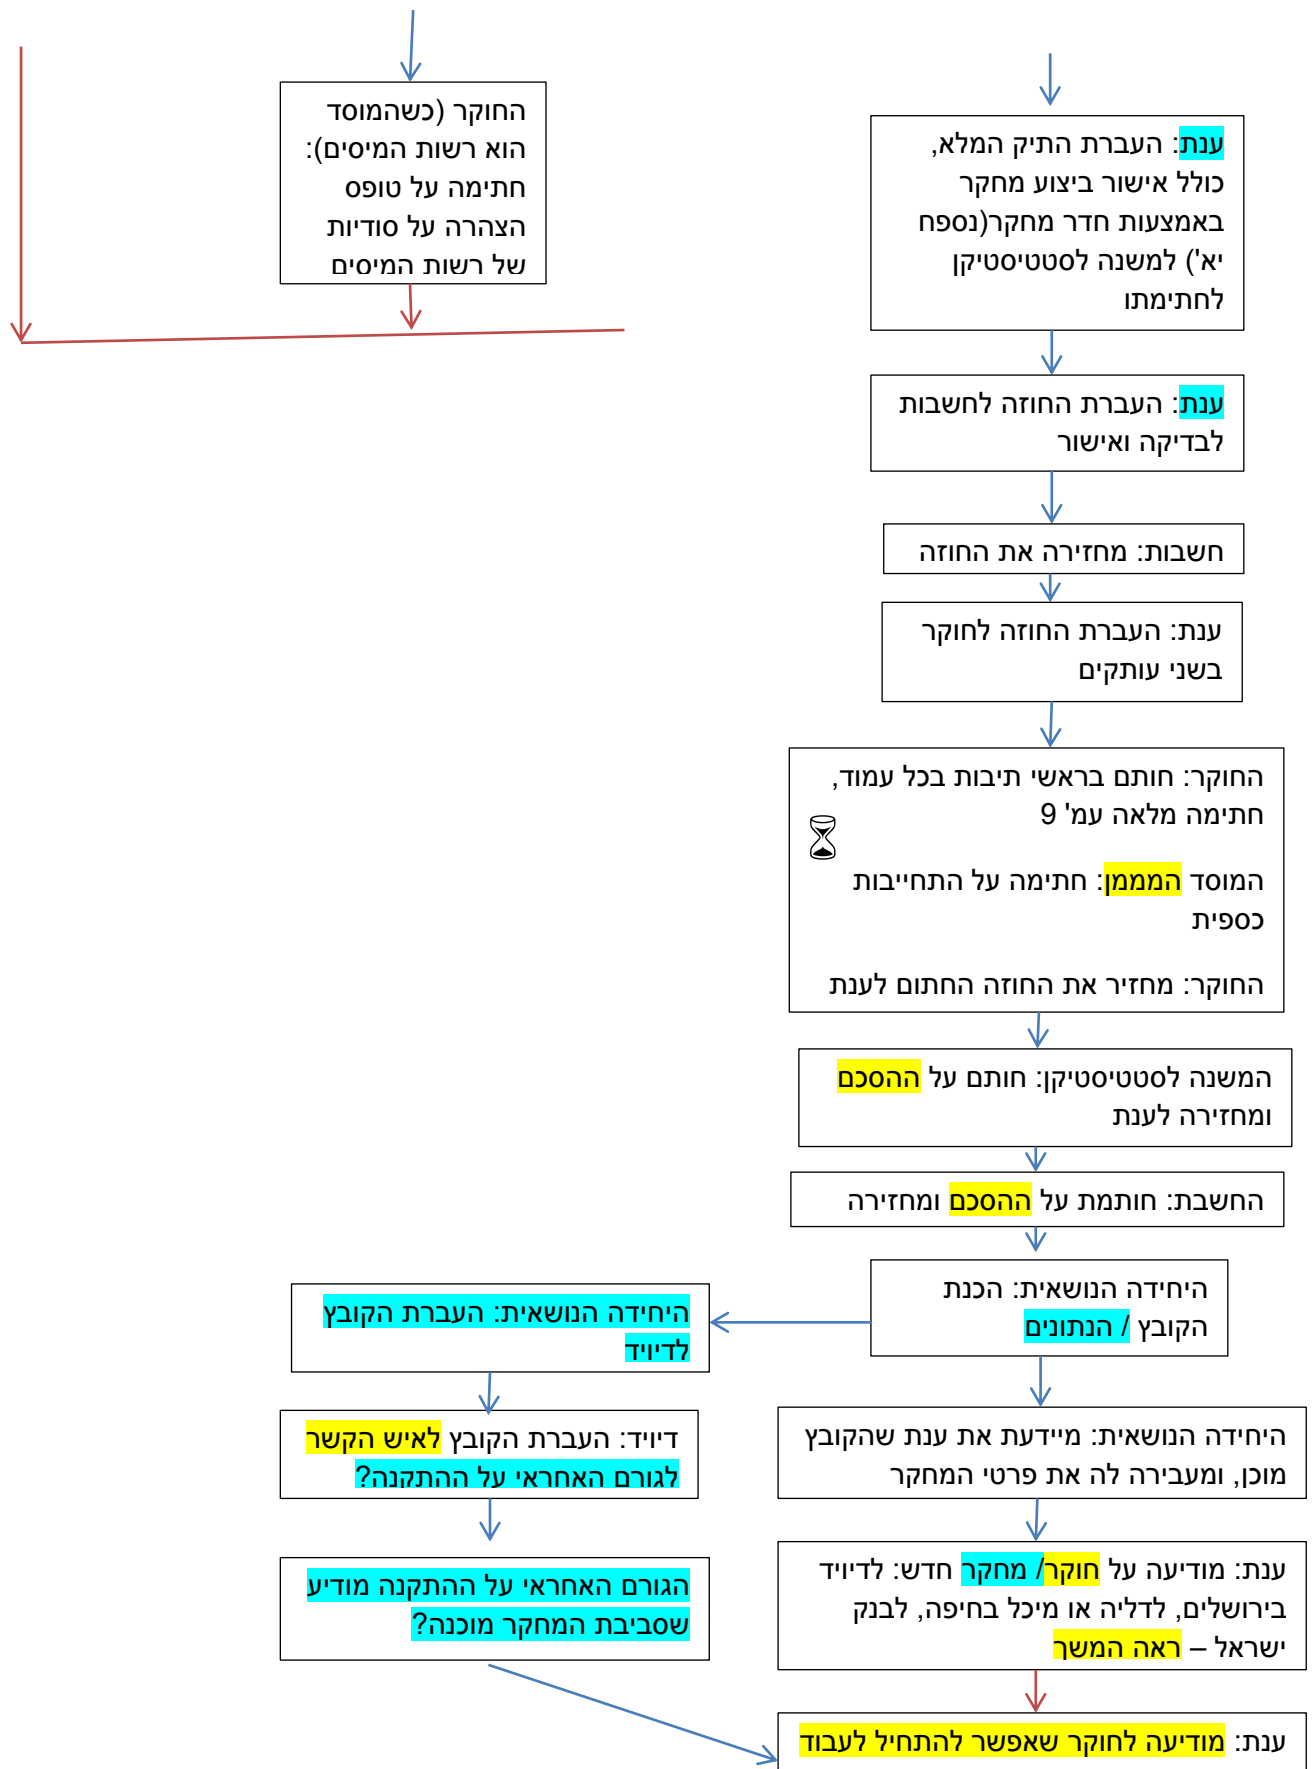 החוקר (כשהמוסד
הוא רשות המיסים):
חתימה על טופס
הצהרה על סודיות
של רשות המיסים
ענת: העברת התיק המלא,
כולל אישור ביצוע מחקר
באמצעות חדר מחקר(נספח
יא') למשנה לסטטיסטיקן
לחתימתו
ענת: העברת החוזה לחשבות
לבדיקה ואישור
חשבות: מחזירה את החוזה
ענת: העברת החוזה לחוקר
בשני עותקים
החוקר: חותם בראשי תיבות בכל עמוד,
חתימה מלאה עמ' 9
המוסד המממן: חתימה על התחייבות
כספית
החוקר: מחזיר את החוזה החתום לענת
המשנה לסטטיסטיקן: חותם על ההסכם
ומחזירה לענת
החשבת: חותמת על ההסכם ומחזירה
היחידה הנושאית: הכנת
הקובץ / הנתונים
היחידה הנושאית: העברת הקובץ
לדיויד
דיויד: העברת הקובץ לאיש הקשר
לגורם האחראי על ההתקנה?
הגורם האחראי על ההתקנה מודיע
שסביבת המחקר מוכנה?
היחידה הנושאית: מיידעת את ענת שהקובץ
מוכן, ומעבירה לה את פרטי המחקר
ענת: מודיעה על חוקר/ מחקר חדש: לדיויד
בירושלים, לדליה או מיכל בחיפה, לבנק
ישראל – ראה המשך
ענת: מודיעה לחוקר שאפשר להתחיל לעבוד